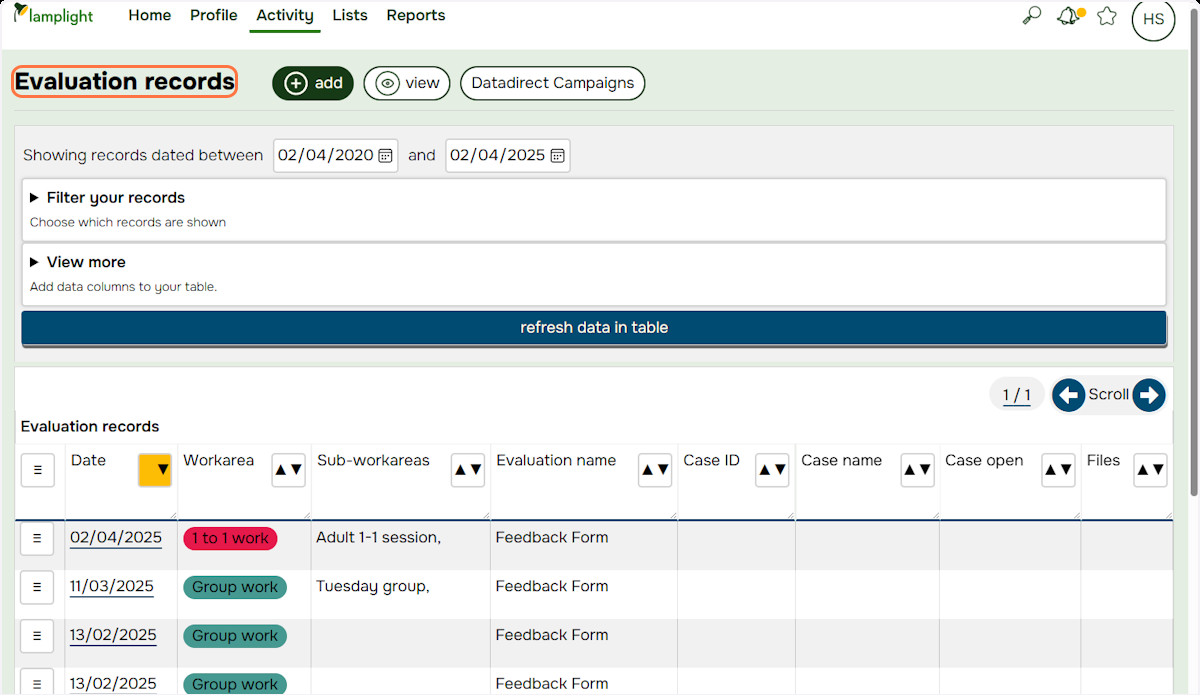 lamplight Home Profile Activity Lists Reports HS
Evaluation records add view Datadirect Campaigns
Showing records dated between 02/04/2020 and 02/04/2025
Filter your records
Choose which records are shown
View more
Add data columns to your table.
refresh data in table
1 / 1 Scroll
Evaluation records
Date Workarea Sub-workareas Evaluation name Case ID Case name Case open Files
02/04/2025 1 to 1 work Adult 1-1 session, Feedback Form
11/03/2025 Group work Tuesday group, Feedback Form
13/02/2025 Group work Feedback Form
13/02/2025 Group work Feedback Form